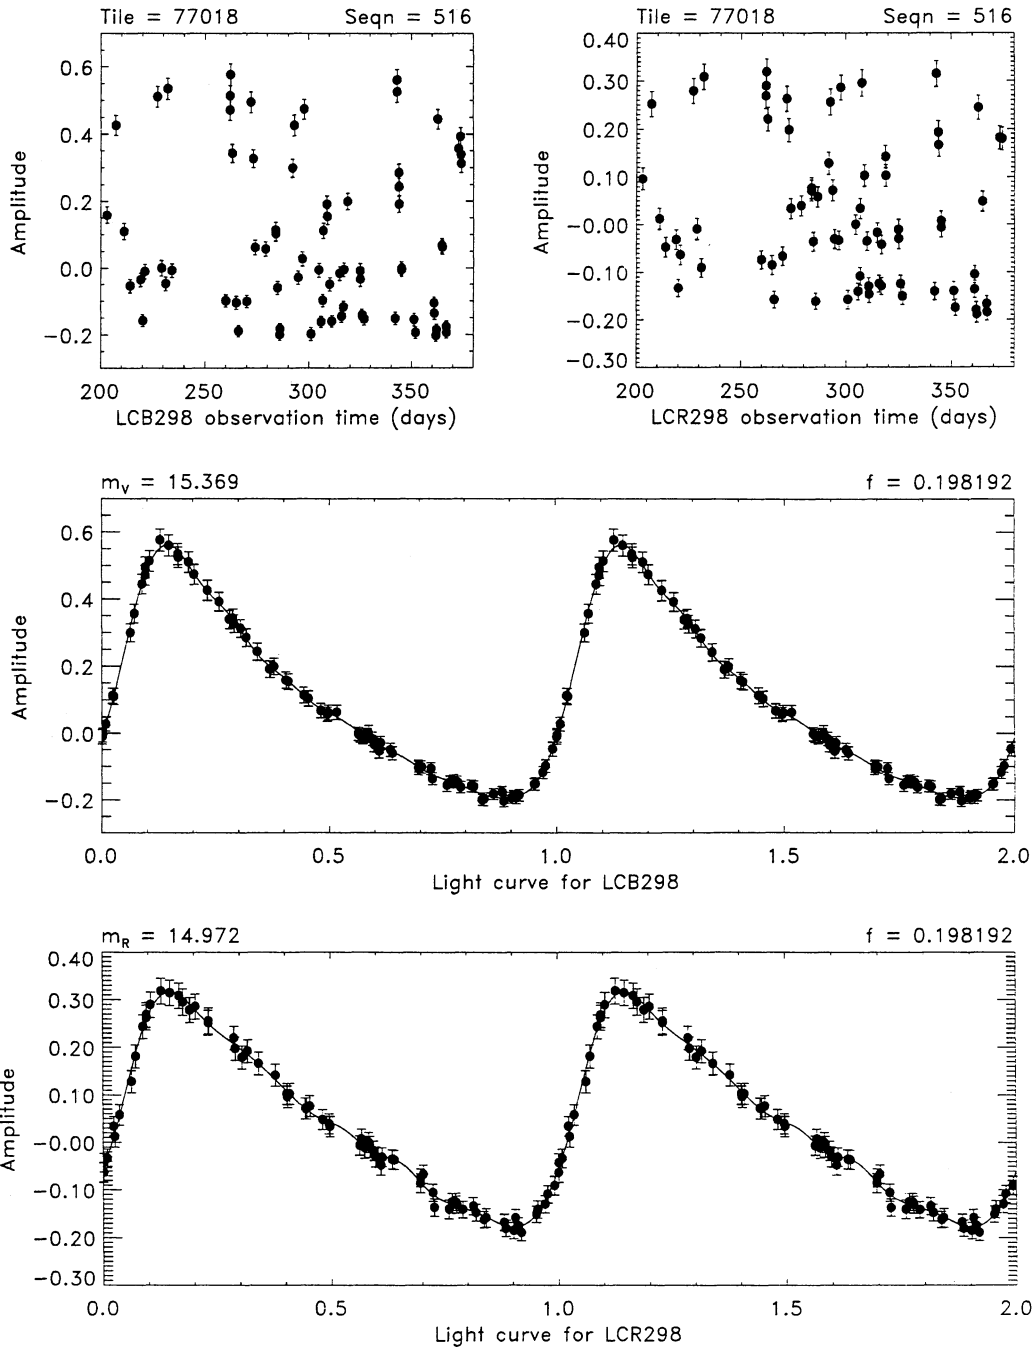 Tile = 77018 Seqn = 516
0.6
0.4
0.2
0.0
-0.2
Amplitude
200 250 300 350
LCB298 observation time (days)
Tile = 77018 Seqn = 516
0.40
0.30
0.20
0.10
-0.00
-0.10
-0.20
-0.30
Amplitude
200 250 300 350
LCR298 observation time (days)
mV = 15.369 f = 0.198192
0.6
0.4
0.2
0.0
-0.2
Amplitude
0.0 0.5 1.0 1.5 2.0
Light curve for LCB298
mR = 14.972 f = 0.198192
0.40
0.30
0.20
0.10
-0.00
-0.10
-0.20
-0.30
Amplitude
0.0 0.5 1.0 1.5 2.0
Light curve for LCR298